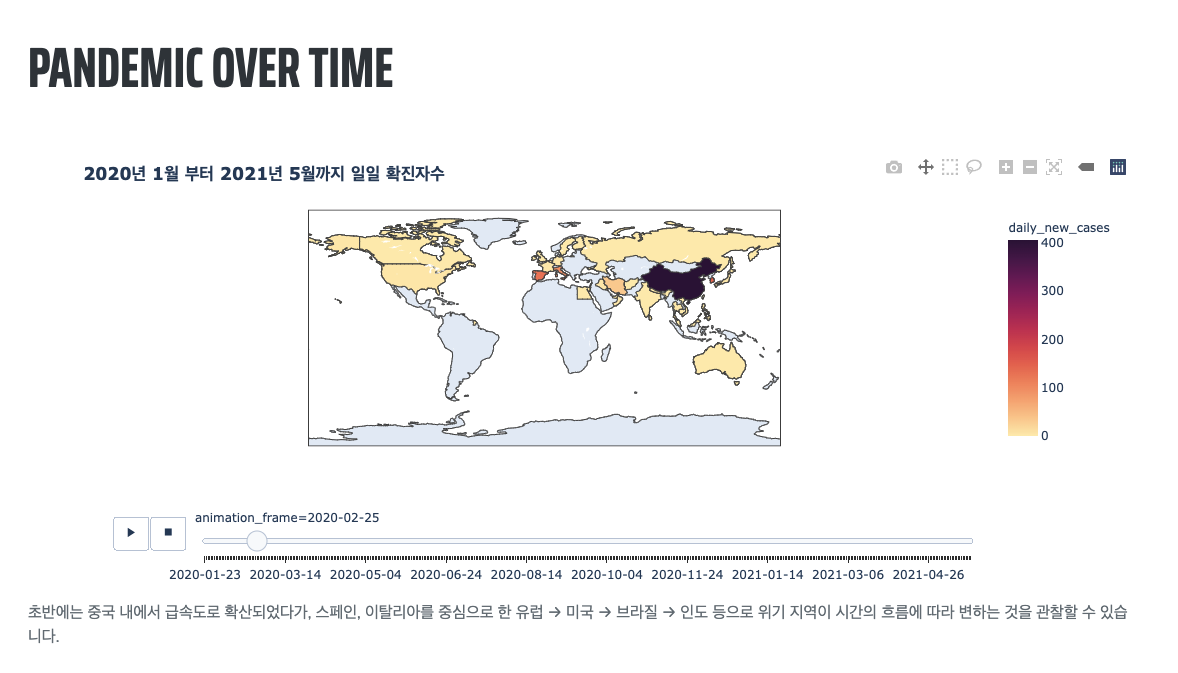 PANDEMIC OVER TIME
2020년 1월 부터 2021년 5월까지 일일 확진자수
daily_new_cases
400
300
200
100
0
animation_frame=2020-02-25
2020-01-23 2020-03-14 2020-05-04 2020-06-24 2020-08-14 2020-10-04 2020-11-24 2021-01-14 2021-03-06 2021-04-26
초반에는 중국 내에서 급속도로 확산되었다가, 스페인, 이탈리아를 중심으로 한 유럽 → 미국 → 브라질 → 인도 등으로 위기 지역이 시간의 흐름에 따라 변하는 것을 관찰할 수 있습
니다.